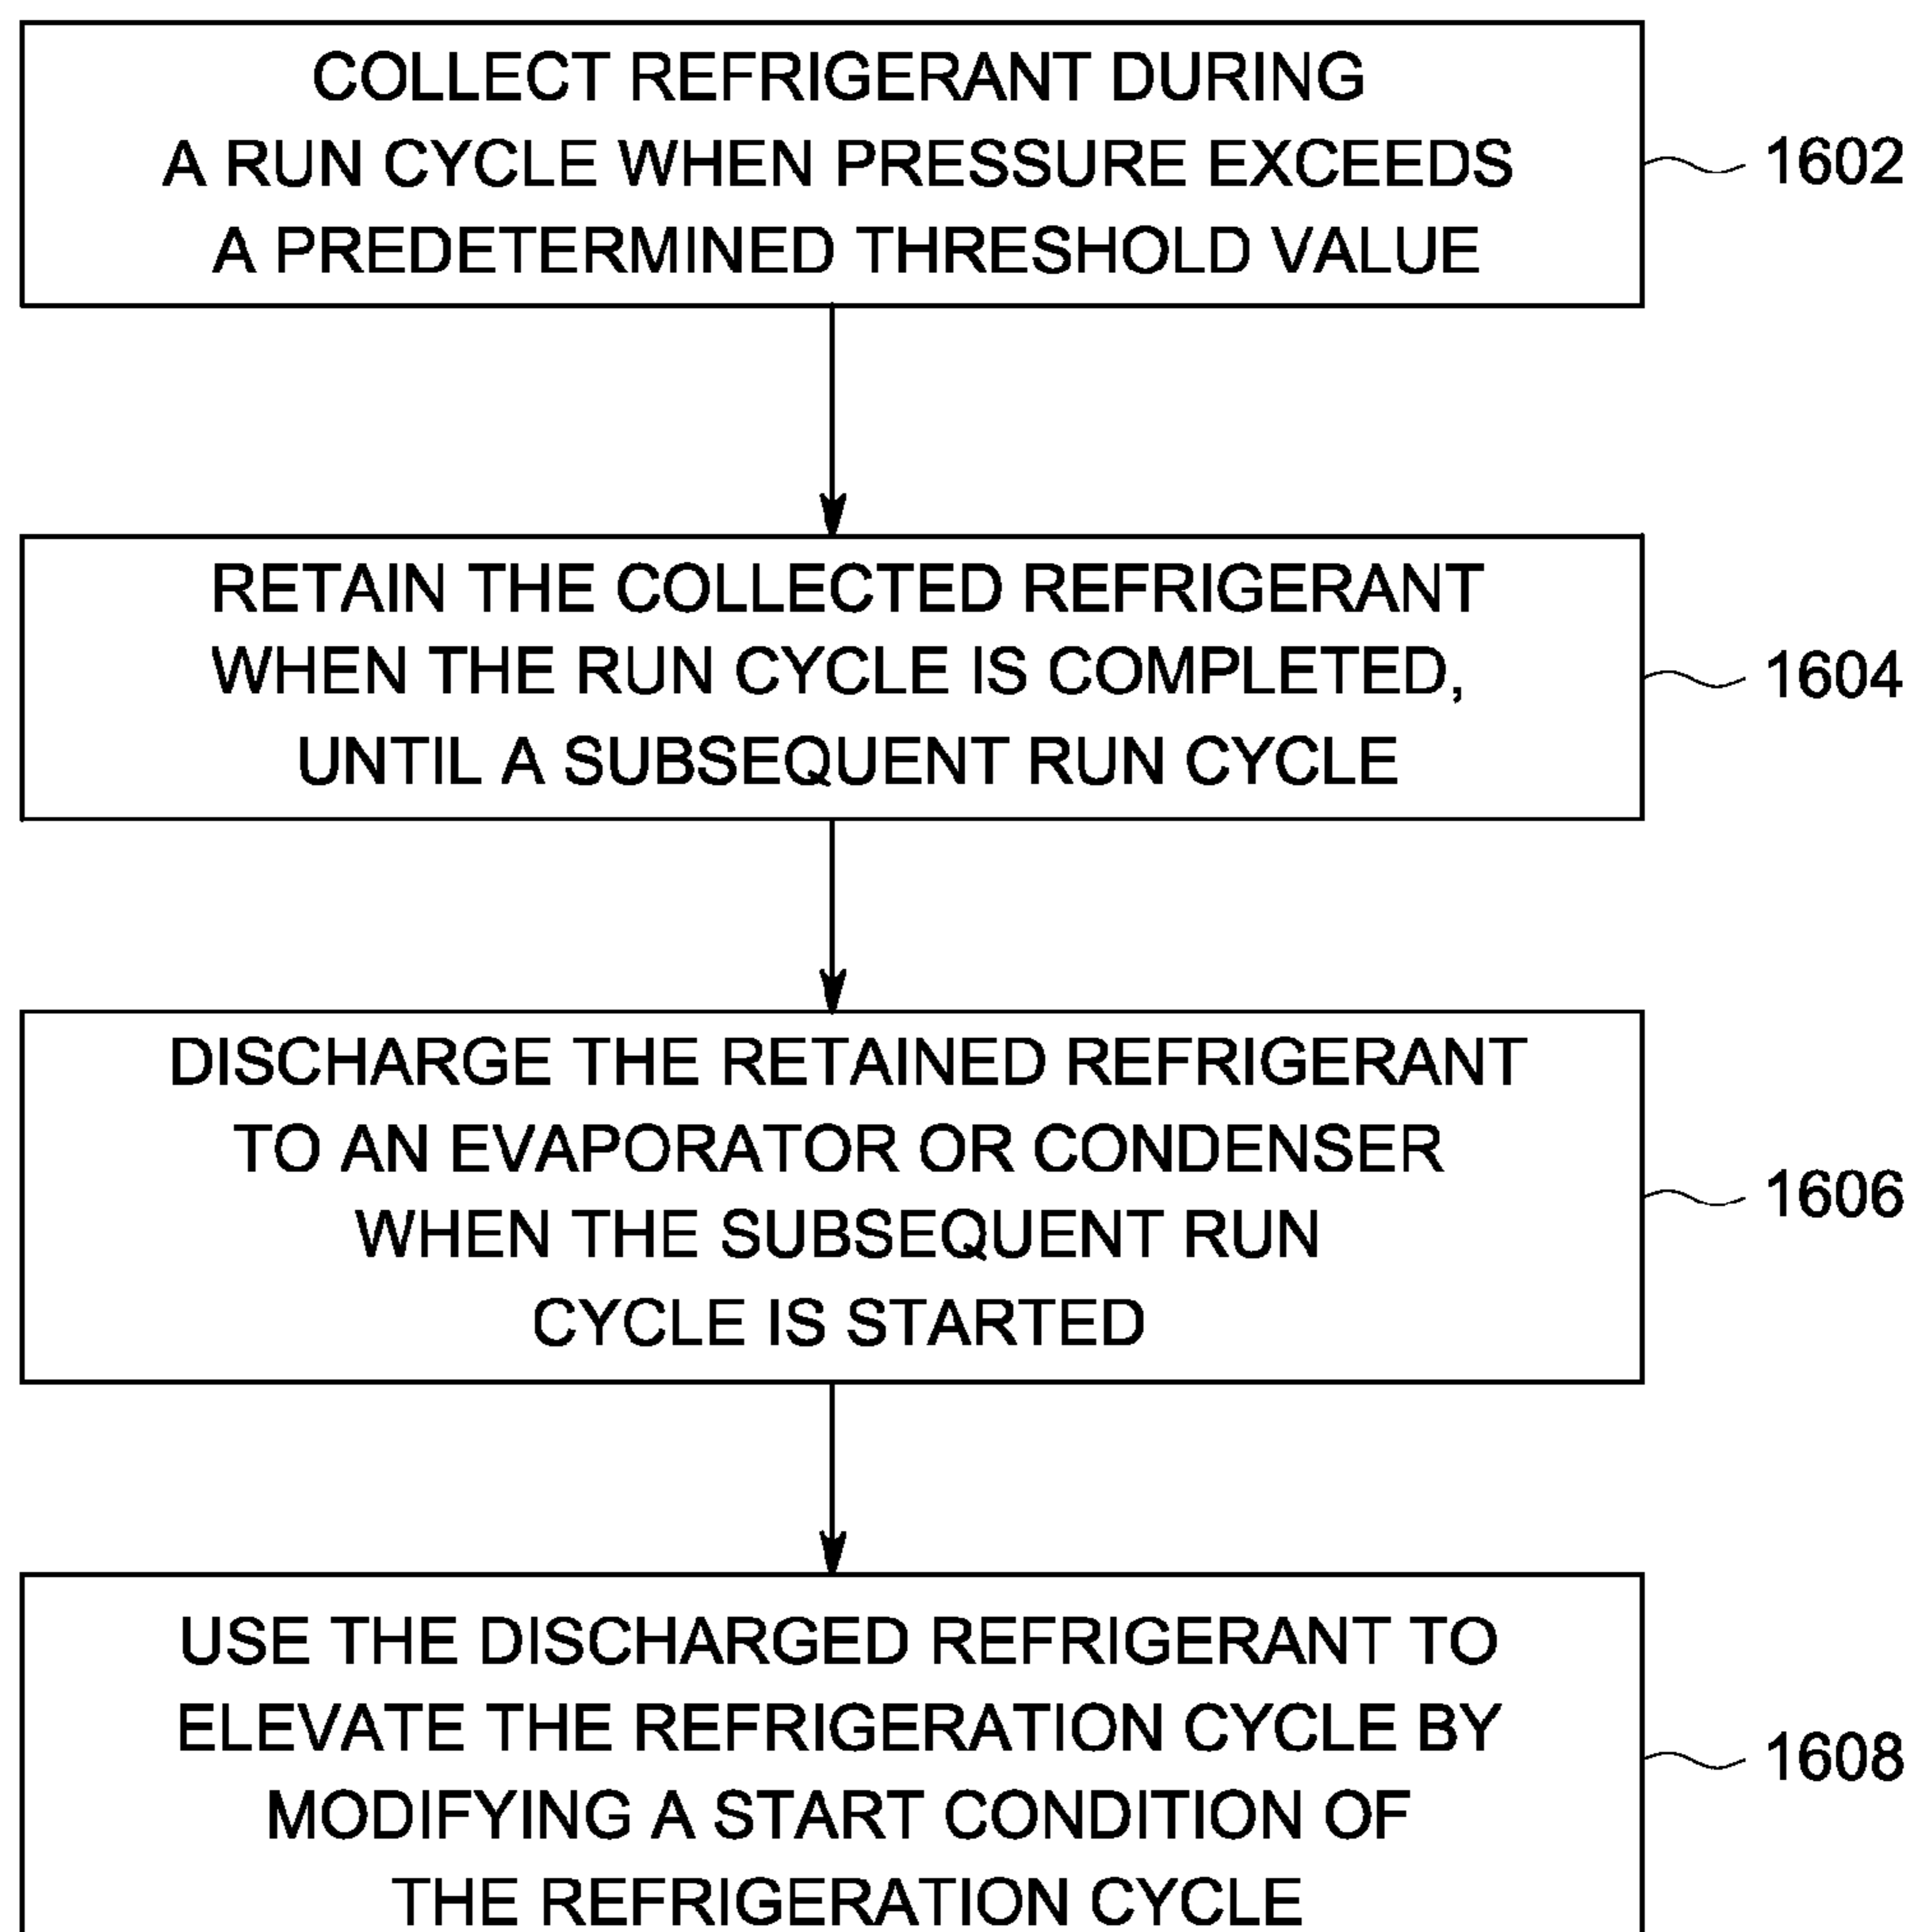 COLLECT REFRIGERANT DURING
A RUN CYCLE WHEN PRESSURE EXCEEDS
A PREDETERMINED THRESHOLD VALUE
1602
RETAIN THE COLLECTED REFRIGERANT
WHEN THE RUN CYCLE IS COMPLETED,
UNTIL A SUBSEQUENT RUN CYCLE
1604
DISCHARGE THE RETAINED REFRIGERANT
TO AN EVAPORATOR OR CONDENSER
WHEN THE SUBSEQUENT RUN
CYCLE IS STARTED
1606
USE THE DISCHARGED REFRIGERANT TO
ELEVATE THE REFRIGERATION CYCLE BY
MODIFYING A START CONDITION OF
THE REFRIGERATION CYCLE
1608